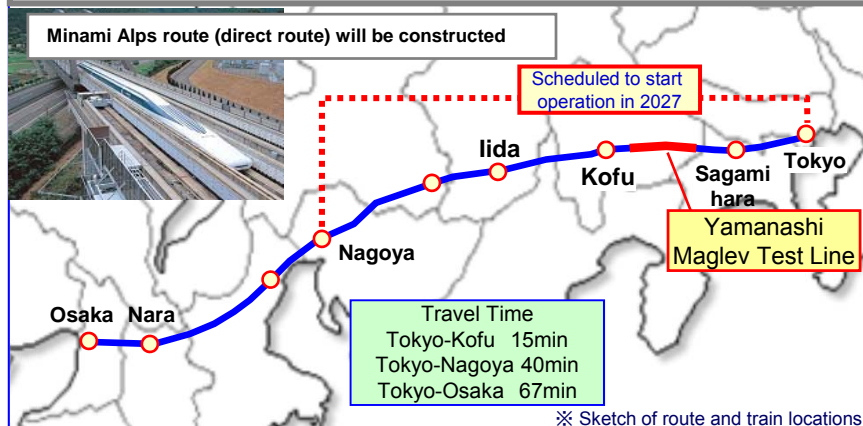 Minami Alps route (direct route) will be constructed
Scheduled to start
operation in 2027
Iida
Kofu
Sagami
hara
Tokyo
Yamanashi
Maglev Test Line
Nagoya
Osaka
Nara
Travel Time
Tokyo-Kofu 15min
Tokyo-Nagoya 40min
Tokyo-Osaka 67min
※ Sketch of route and train locations